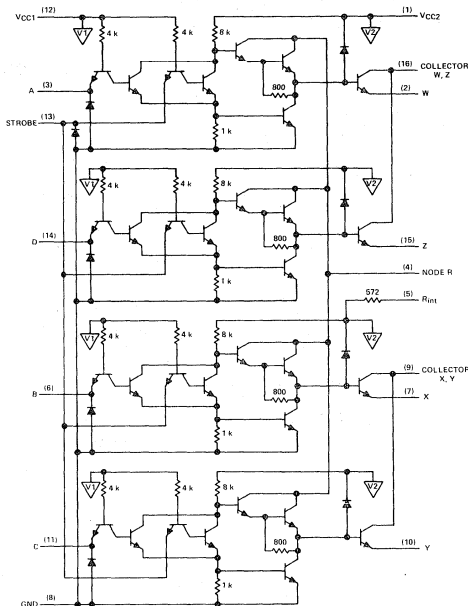 VCC1 (12) (1) VCC2
V1 4 k 4 k 8 k V2
(16) COLLECTOR W, Z
A (3) 800 (2) W
STROBE (13)
1 k
V1 4 k 4 k 8 k V2
D (14) 800 (15) Z
1 k (4) NODE R
572 (5) Rint
V1 4 k 4 k 8 k V2
(9) COLLECTOR X, Y
B (6) 800 (7) X
1 k
V1 4 k 4 k 8 k V2
C (11) 800 (10) Y
1 k
GND (8)